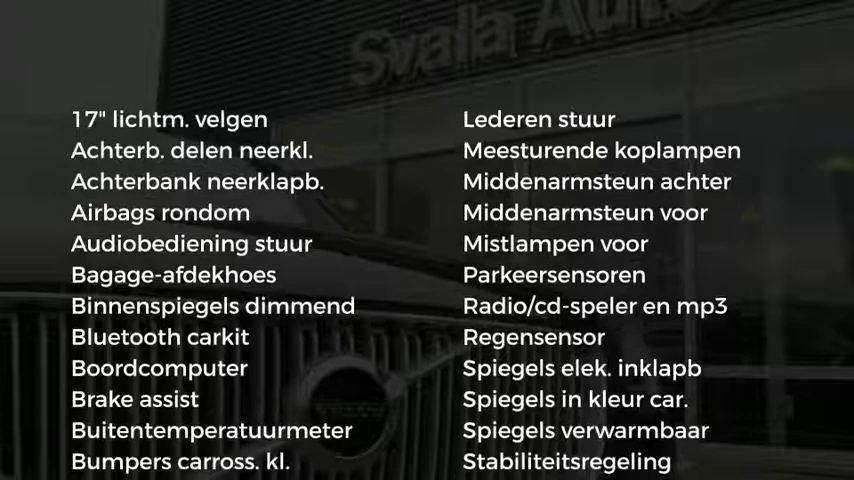 Svala Auto
17" lichtm. velgen
Achterb. delen neerkl.
Achterbank neerklapb.
Airbags rondom
Audiobediening stuur
Bagage-afdekhoes
Binnenspiegels dimmend
Bluetooth carkit
Boordcomputer
Brake assist
Buitentemperatuurmeter
Bumpers carross. kl.
Lederen stuur
Meesturende koplampen
Middenarmsteun achter
Middenarmsteun voor
Mistlampen voor
Parkeersensoren
Radio/cd-speler en mp3
Regensensor
Spiegels elek. inklapb
Spiegels in kleur car.
Spiegels verwarmbaar
Stabiliteitsregeling